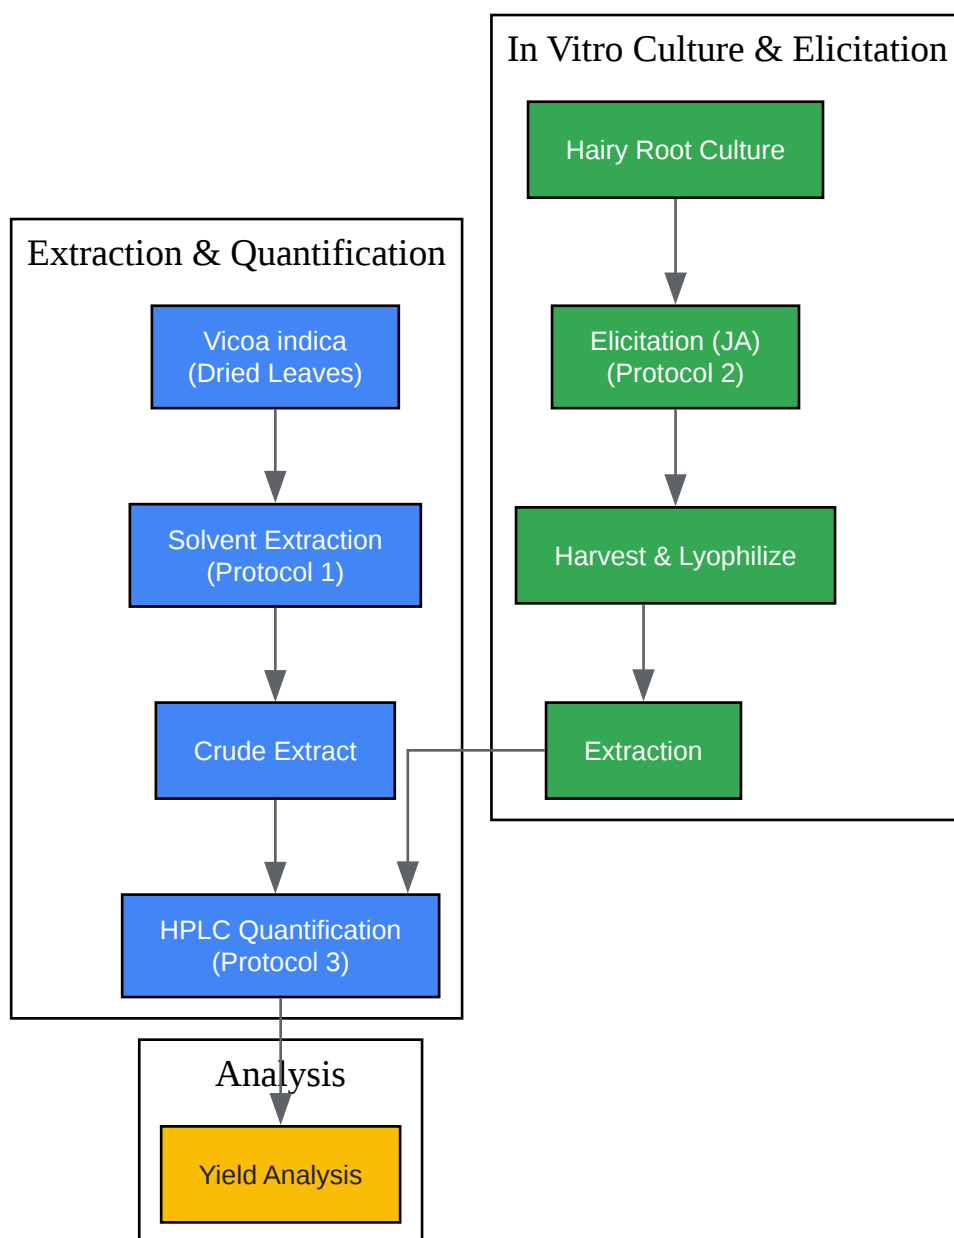 In Vitro Culture & Elicitation
Hairy Root Culture
Elicitation (JA)
(Protocol 2)
Harvest & Lyophilize
Extraction
Extraction & Quantification
Vicoa indica
(Dried Leaves)
Solvent Extraction
(Protocol 1)
Crude Extract
HPLC Quantification
(Protocol 3)
Analysis
Yield Analysis